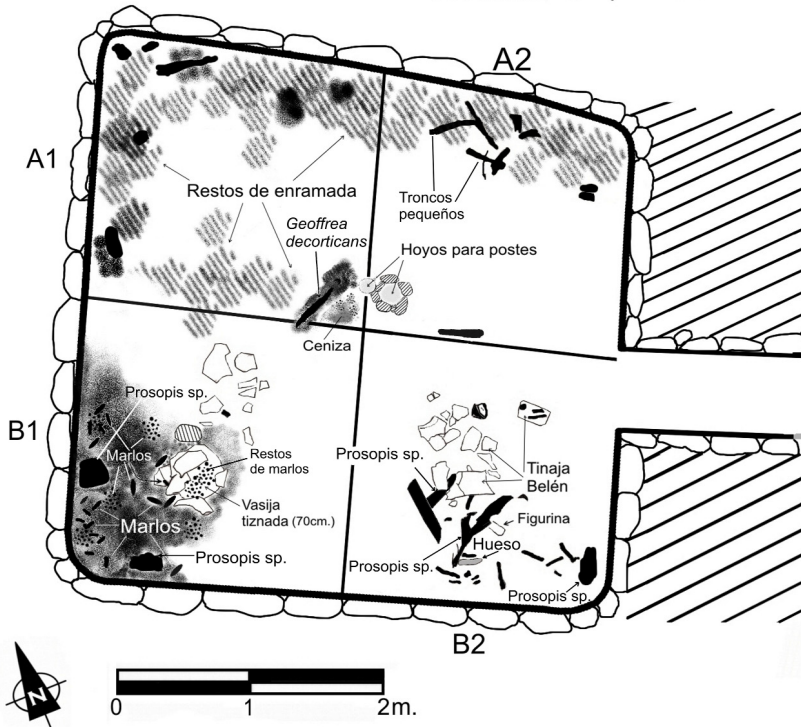 A2
A1
Restos de enramada
Troncos
pequeños
Geoffrea
decorticans
Hoyos para postes
Ceniza
Prosopis sp.
B1
Marlos
Restos
de marlos
Prosopis sp.
Tinaja
Belén
Marlos
Vasija
tiznada (70cm.)
Figurina
Hueso
Prosopis sp.
Prosopis sp.
Prosopis sp.
B2
N
0
1
2m.